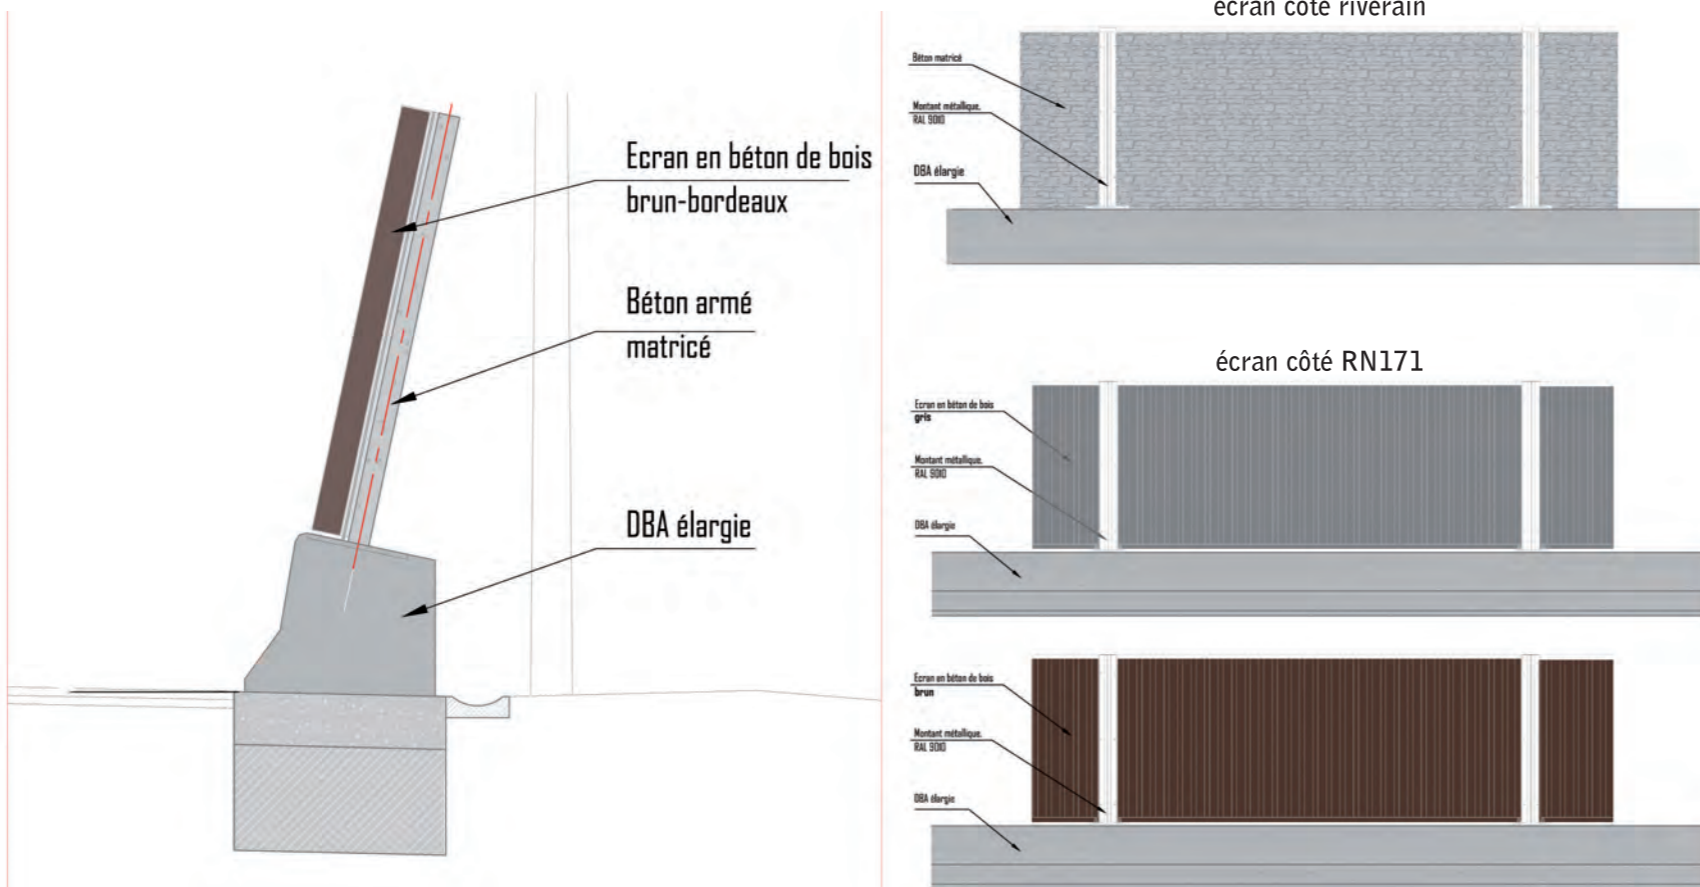 Ecran en béton de bois
brun-bordeaux
Béton armé
matricé
DBA élargie
écran côté riverain
Béton matricé
Montant métallique.
RAL 9010
DBA élargie
écran côté RN171
Ecran en béton de bois
gris
Montant métallique.
RAL 9010
DBA élargie
Ecran en béton de bois
brun
Montant métallique.
RAL 9010
DBA élargie